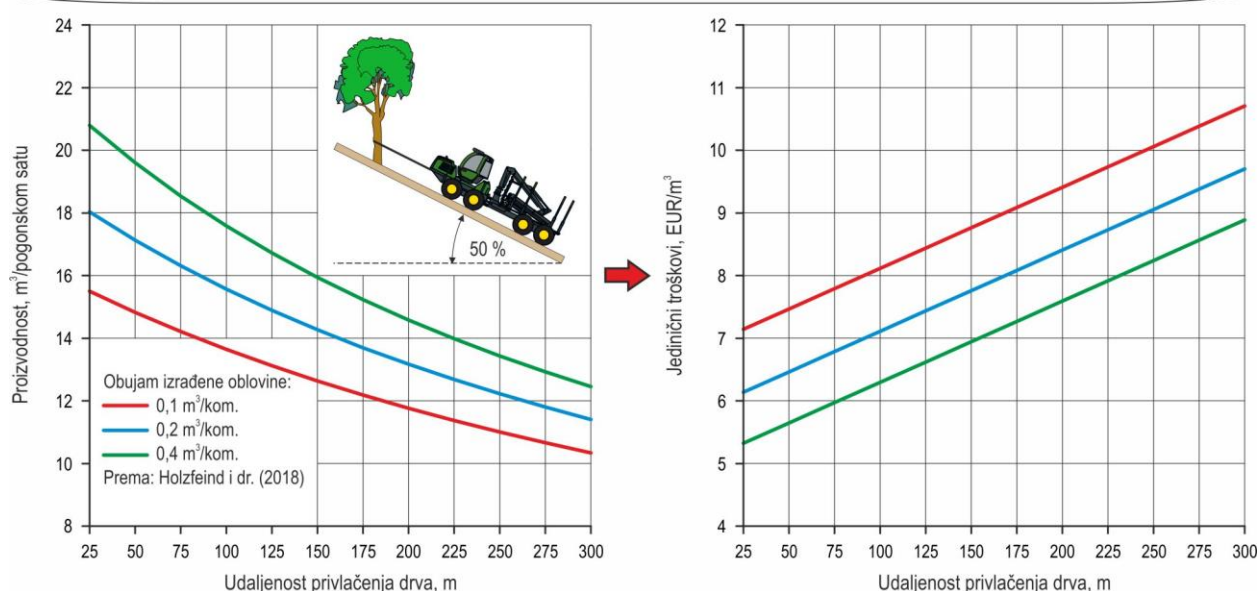 Proizvodnost, m³/pogonskom satu
24
22
20
18
16
14
12
10
8
50 %
Obujam izrađene oblovine:
0,1 m³/kom.
0,2 m³/kom.
0,4 m³/kom.
Prema: Holzfeind i dr. (2018)
25 50 75 100 125 150 175 200 225 250 275 300
Udaljenost privlačenja drva, m
Jedinični troškovi, EUR/m³
12
11
10
9
8
7
6
5
4
25 50 75 100 125 150 175 200 225 250 275 300
Udaljenost privlačenja drva, m